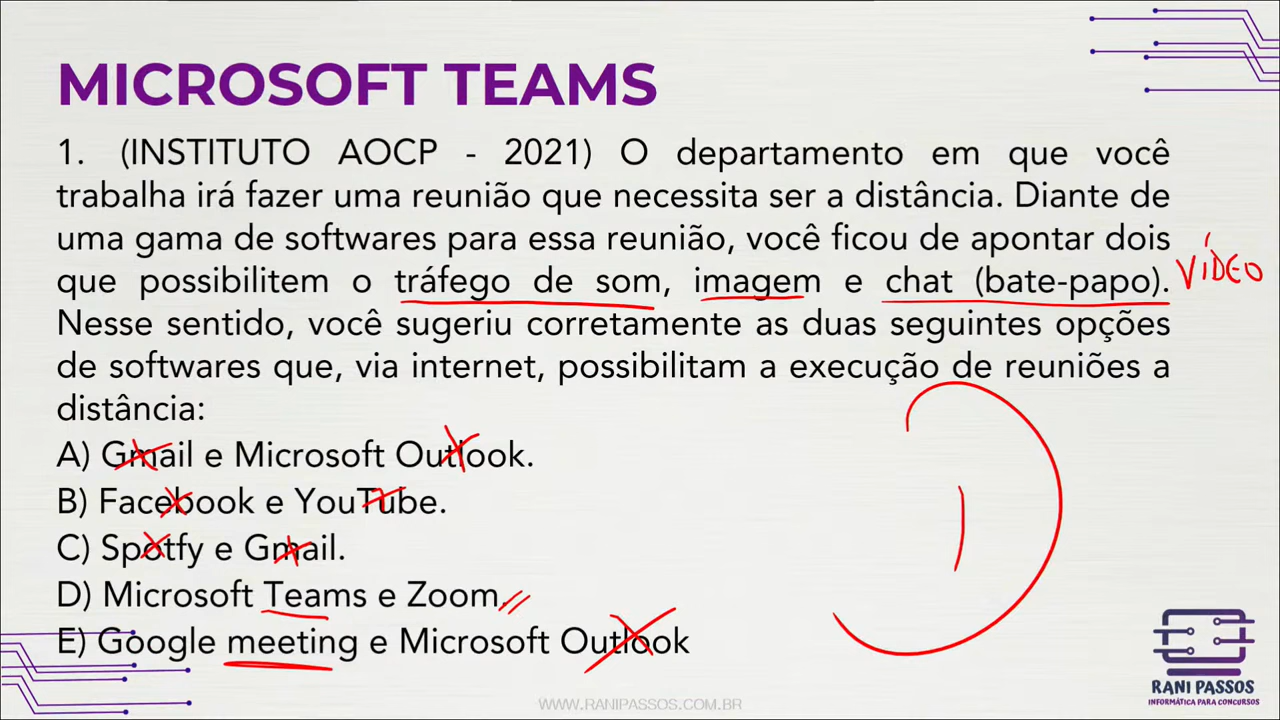 MICROSOFT TEAMS
1. (INSTITUTO AOCP - 2021) O departamento em que você
trabalha irá fazer uma reunião que necessita ser a distância. Diante de
uma gama de softwares para essa reunião, você ficou de apontar dois
que possibilitem o tráfego de som, imagem e chat (bate-papo).
VÍDEO
Nesse sentido, você sugeriu corretamente as duas seguintes opções
de softwares que, via internet, possibilitam a execução de reuniões a
distância:
A) Gmail e Microsoft Outlook.
B) Facebook e YouTube.
C) Spotfy e Gmail.
D) Microsoft Teams e Zoom.
E) Google meeting e Microsoft Outlook
RANI PASSOS
INFORMÁTICA PARA CONCURSOS
WWW.RANIPASSOS.COM.BR